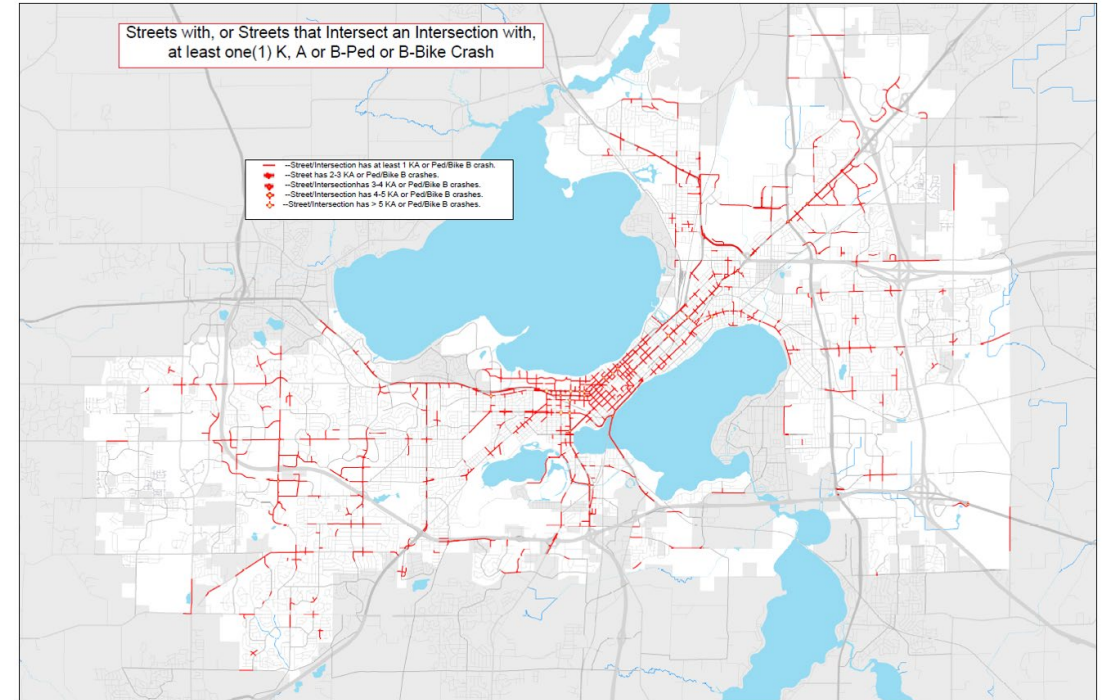 Streets with, or Streets that Intersect an Intersection with,
at least one(1) K, A or B-Ped or B-Bike Crash
--Street/Intersection has at least 1 KA or Ped/Bike B crash.
--Street has 2-3 KA or Ped/Bike B crashes.
--Street/Intersectionhas 3-4 KA or Ped/Bike B crashes.
--Street/Intersection has 4-5 KA or Ped/Bike B crashes.
--Street/Intersection has > 5 KA or Ped/Bike B crashes.